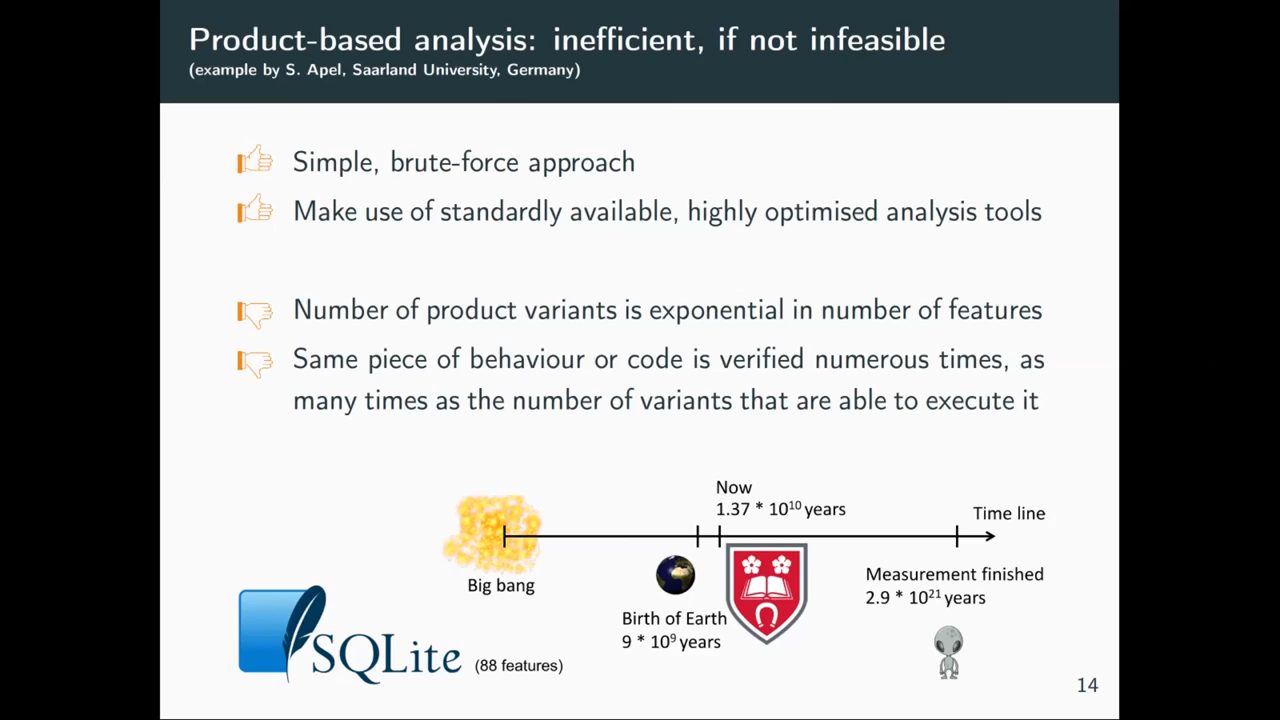 Product-based analysis: inefficient, if not infeasible
(example by S. Apel, Saarland University, Germany)
Simple, brute-force approach
Make use of standardly available, highly optimised analysis tools
Number of product variants is exponential in number of features
Same piece of behaviour or code is verified numerous times, as
many times as the number of variants that are able to execute it
Now
1.37 * 10¹⁰ years
Time line
Big bang
Measurement finished
2.9 * 10²¹ years
Birth of Earth
9 * 10⁹ years
SQLite (88 features)
14